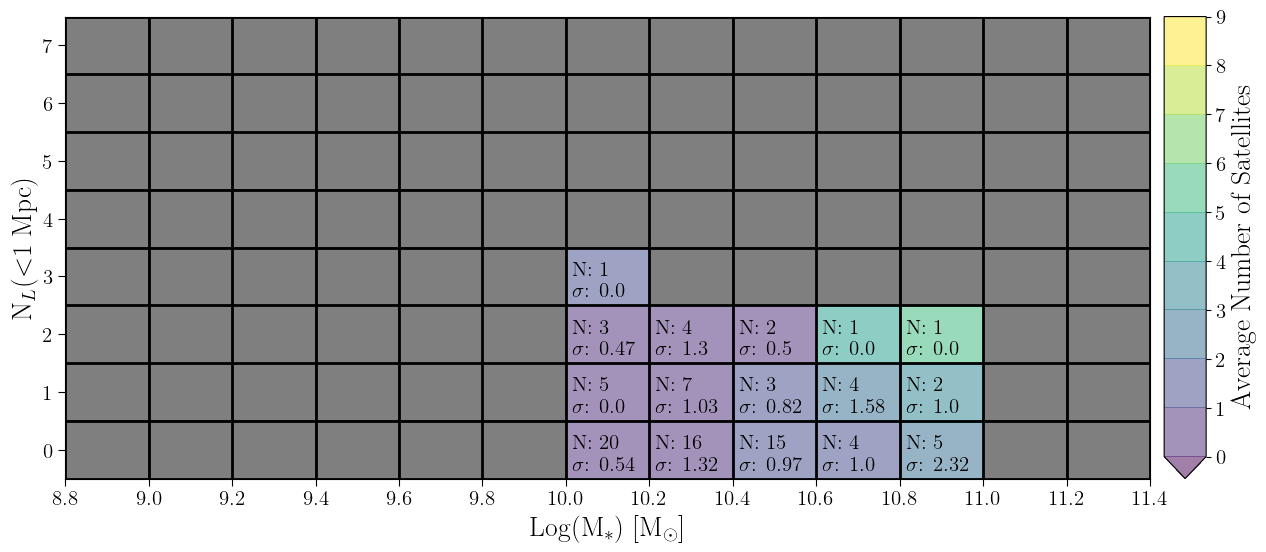 7
6
5
4
3
2
1
0
N_L(<1 Mpc)
N: 1
σ: 0.0
N: 3
σ: 0.47
N: 4
σ: 1.3
N: 2
σ: 0.5
N: 1
σ: 0.0
N: 1
σ: 0.0
N: 5
σ: 0.0
N: 7
σ: 1.03
N: 3
σ: 0.82
N: 4
σ: 1.58
N: 2
σ: 1.0
N: 20
σ: 0.54
N: 16
σ: 1.32
N: 15
σ: 0.97
N: 4
σ: 1.0
N: 5
σ: 2.32
8.8 9.0 9.2 9.4 9.6 9.8 10.0 10.2 10.4 10.6 10.8 11.0 11.2 11.4
Log(M_*) [M_⊙]
9
8
7
6
5
4
3
2
1
0
Average Number of Satellites